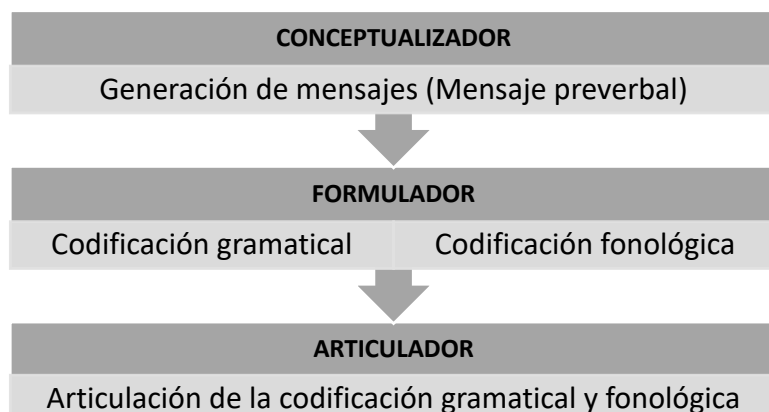 CONCEPTUALIZADOR
Generación de mensajes (Mensaje preverbal)
FORMULADOR
Codificación gramatical
Codificación fonológica
ARTICULADOR
Articulación de la codificación gramatical y fonológica